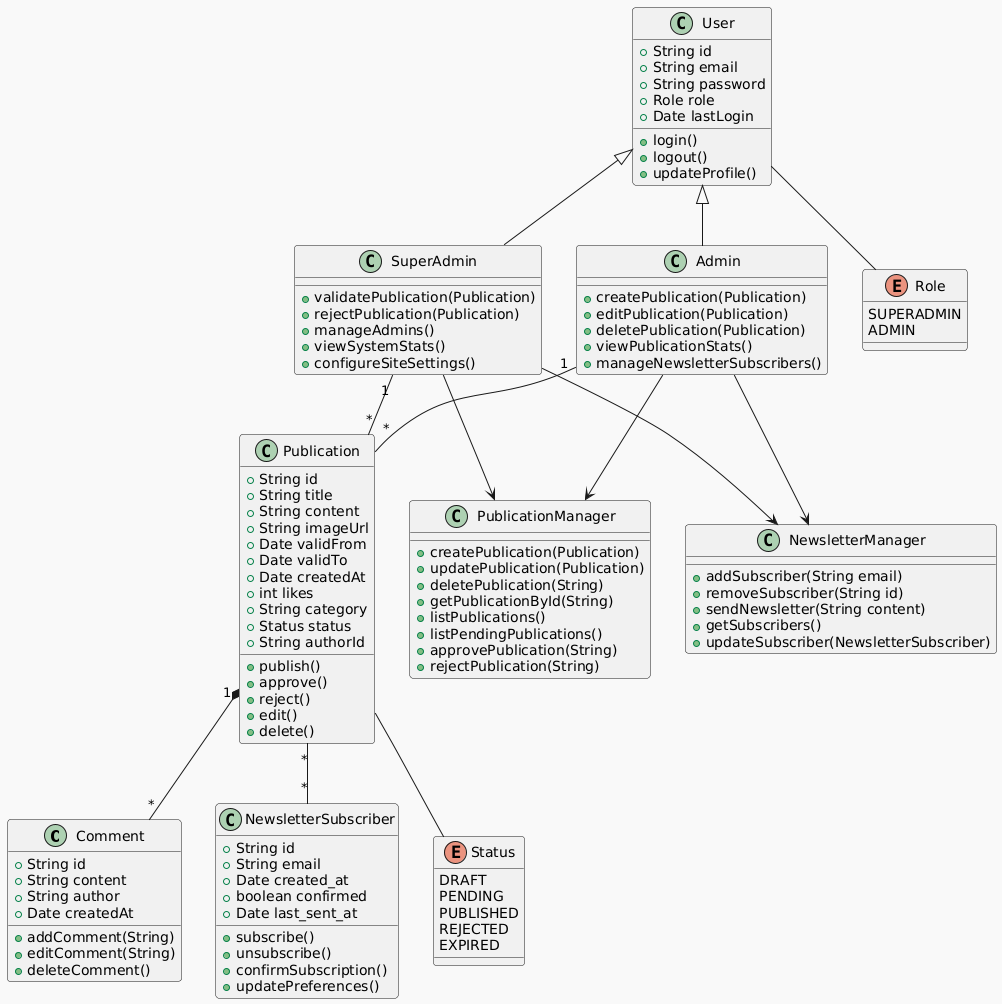 C User
String id
String email
String password
Role role
Date lastLogin
login()
logout()
updateProfile()
C SuperAdmin
validatePublication(Publication)
rejectPublication(Publication)
manageAdmins()
viewSystemStats()
configureSiteSettings()
C Admin
createPublication(Publication)
editPublication(Publication)
deletePublication(Publication)
viewPublicationStats()
manageNewsletterSubscribers()
E Role
SUPERADMIN
ADMIN
1
1
*
*
C Publication
String id
String title
String content
String imageUrl
Date validFrom
Date validTo
Date createdAt
int likes
String category
Status status
String authorId
publish()
approve()
reject()
edit()
delete()
C PublicationManager
createPublication(Publication)
updatePublication(Publication)
deletePublication(String)
getPublicationById(String)
listPublications()
listPendingPublications()
approvePublication(String)
rejectPublication(String)
C NewsletterManager
addSubscriber(String email)
removeSubscriber(String id)
sendNewsletter(String content)
getSubscribers()
updateSubscriber(NewsletterSubscriber)
1
*
*
*
C Comment
String id
String content
String author
Date createdAt
addComment(String)
editComment(String)
deleteComment()
C NewsletterSubscriber
String id
String email
Date created_at
boolean confirmed
Date last_sent_at
subscribe()
unsubscribe()
confirmSubscription()
updatePreferences()
E Status
DRAFT
PENDING
PUBLISHED
REJECTED
EXPIRED